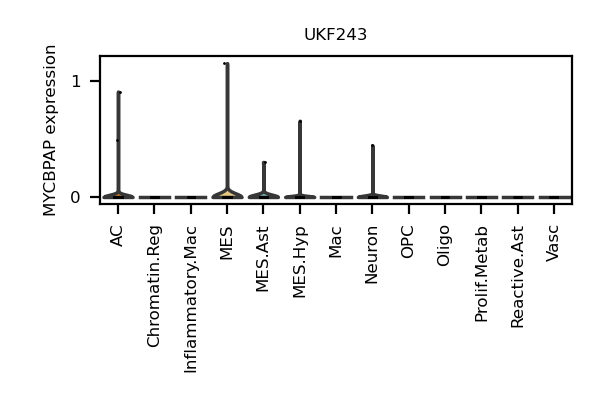 UKF243
MYCBPAP expression
1
0
AC
Chromatin.Reg
Inflammatory.Mac
MES
MES.Ast
MES.Hyp
Mac
Neuron
OPC
Oligo
Prolif.Metab
Reactive.Ast
Vasc